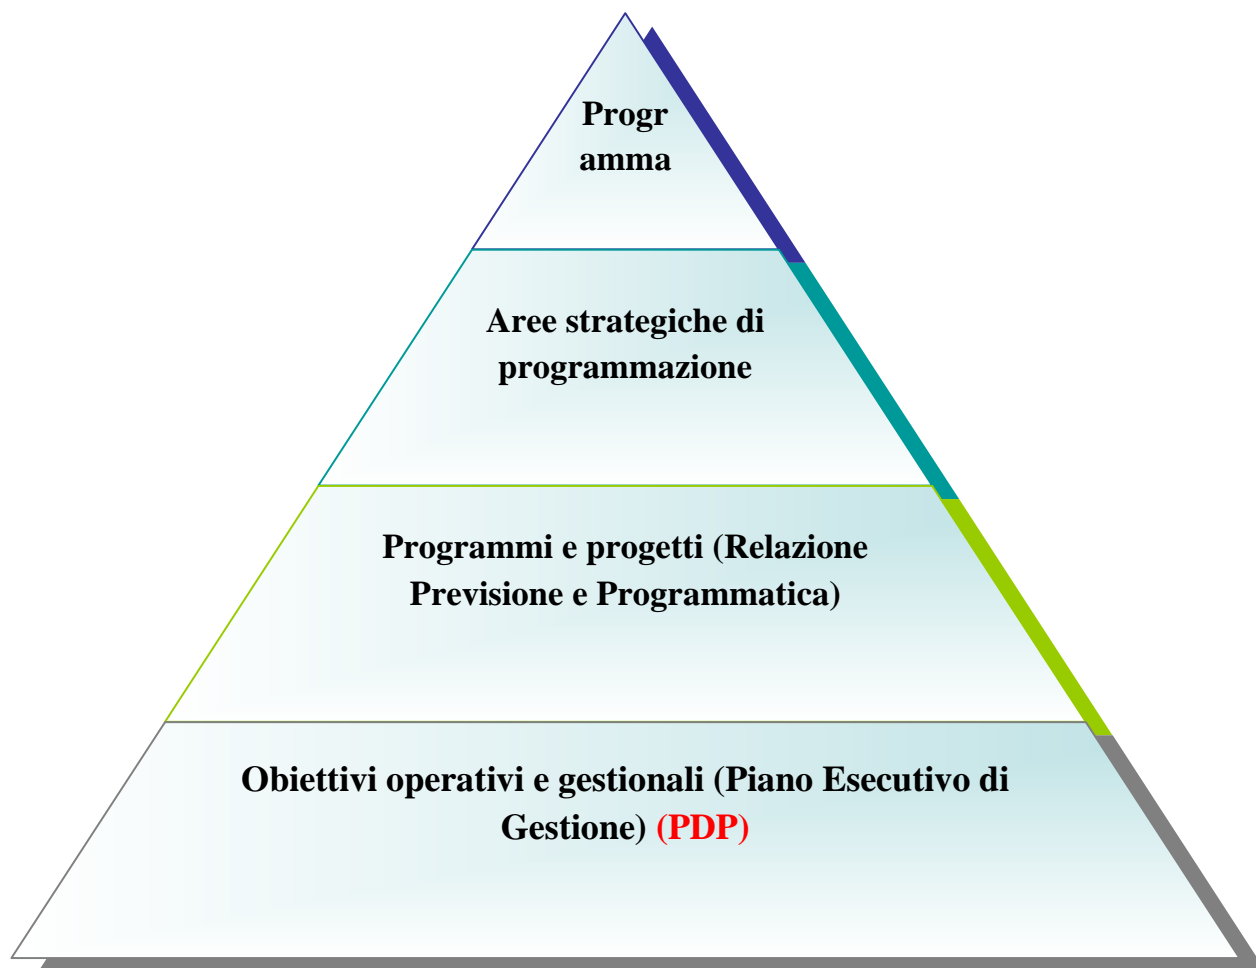 Progr
amma
Aree strategiche di
programmazione
Programmi e progetti (Relazione
Previsione e Programmatica)
Obiettivi operativi e gestionali (Piano Esecutivo di
Gestione) (PDP)